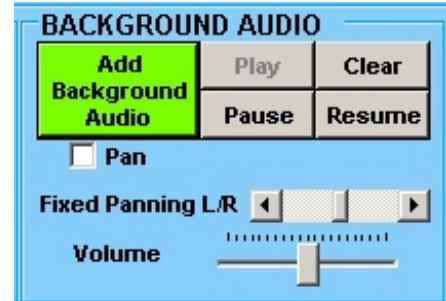 BACKGROUND AUDIO
Add
Background
Audio
Play
Clear
Pause
Resume
Pan
Fixed Panning L/R
Volume